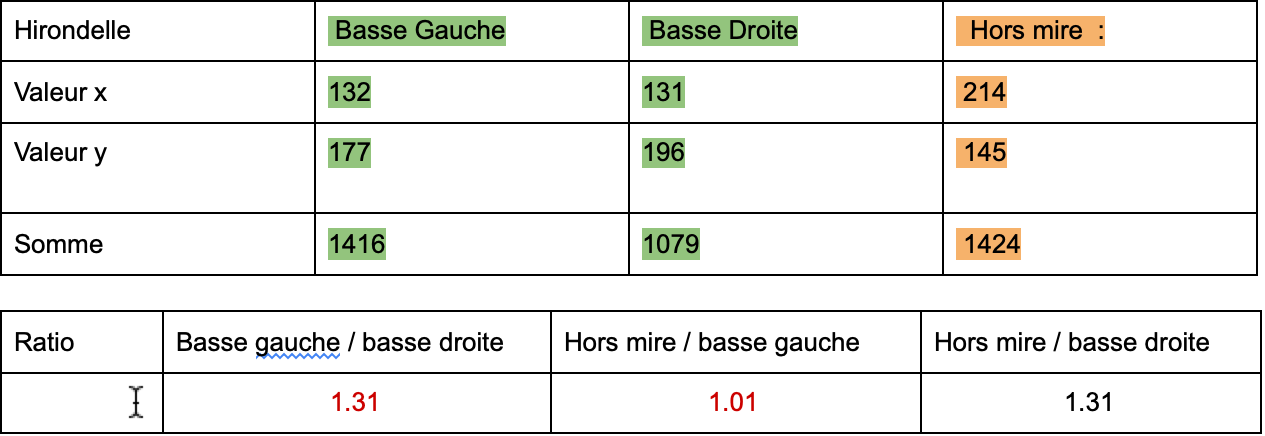 Hirondelle Basse Gauche Basse Droite Hors mire :
Valeur x 132 131 214
Valeur y 177 196 145
Somme 1416 1079 1424
Ratio Basse gauche / basse droite Hors mire / basse gauche Hors mire / basse droite
1.31 1.01 1.31